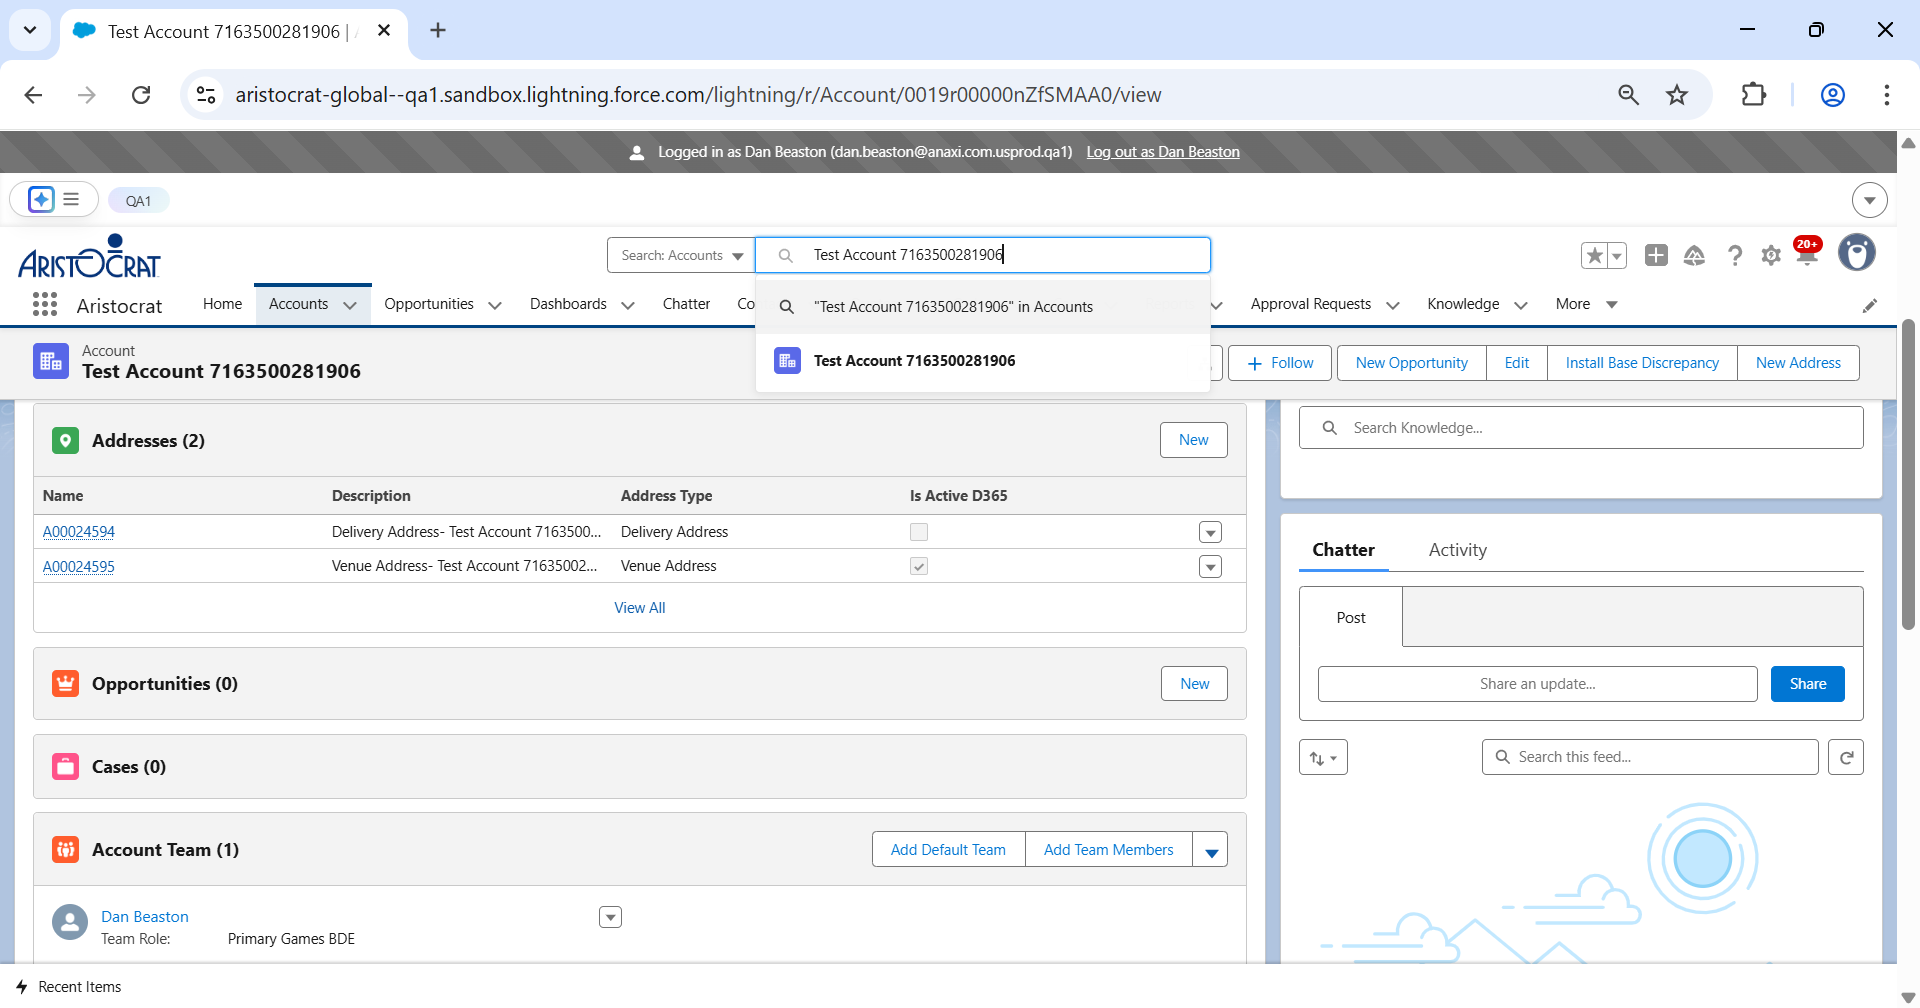 Test Account 7163500281906 |
aristocrat-global--qa1.sandbox.lightning.force.com/lightning/r/Account/0019r00000nZfSMAA0/view
Logged in as Dan Beaston (dan.beaston@anaxi.com.usprod.qa1) Log out as Dan Beaston
QA1
ARISTOCRAT
Search: Accounts
Test Account 7163500281906
20+
Aristocrat
Home
Accounts
Opportunities
Dashboards
Chatter
Co
Approval Requests
Knowledge
More
"Test Account 7163500281906" in Accounts
Test Account 7163500281906
Account
Test Account 7163500281906
Follow
New Opportunity
Edit
Install Base Discrepancy
New Address
Addresses (2)
New
Name Description Address Type Is Active D365
A00024594 Delivery Address- Test Account 7163500... Delivery Address
A00024595 Venue Address- Test Account 71635002... Venue Address
View All
Opportunities (0)
New
Cases (0)
Account Team (1)
Add Default Team
Add Team Members
Dan Beaston
Team Role: Primary Games BDE
Search Knowledge...
Chatter
Activity
Post
Share an update...
Share
Search this feed...
Recent Items